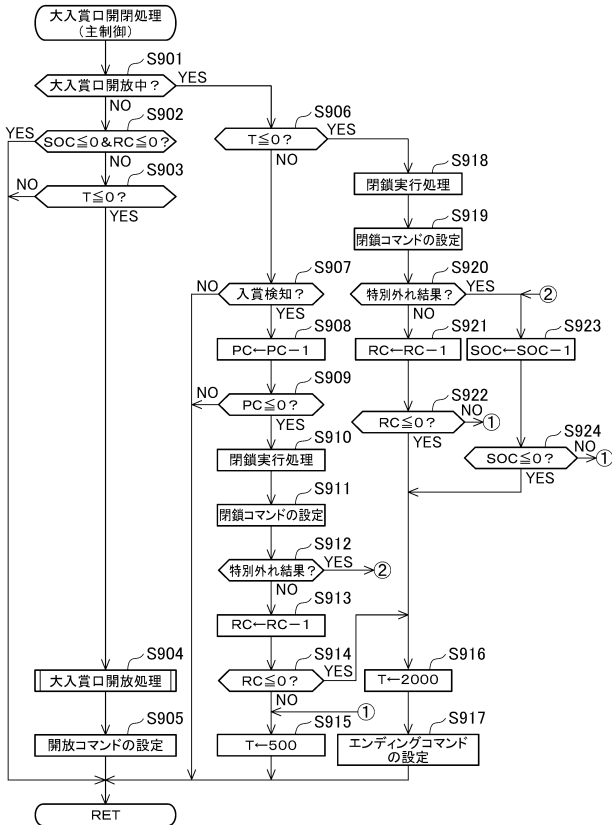 大入賞口開閉処理
(主制御)
S901
大入賞口開放中?
YES
NO
S902
YES
SOC≦0&RC≦0?
NO
S903
NO
T≦0?
YES
S906
T≦0?
YES
NO
S918
閉鎖実行処理
S919
閉鎖コマンドの設定
S907
NO
入賞検知?
YES
S920
特別外れ結果?
YES
②
NO
S908
PC←PC-1
S921
RC←RC-1
S923
SOC←SOC-1
S909
NO
PC≦0?
YES
S922
RC≦0?
NO
①
YES
S924
SOC≦0?
NO
①
YES
S910
閉鎖実行処理
S911
閉鎖コマンドの設定
S912
特別外れ結果?
YES
②
NO
S913
RC←RC-1
S904
大入賞口開放処理
S914
RC≦0?
YES
NO
①
S916
T←2000
S905
開放コマンドの設定
S915
T←500
S917
エンディングコマンド
の設定
RET